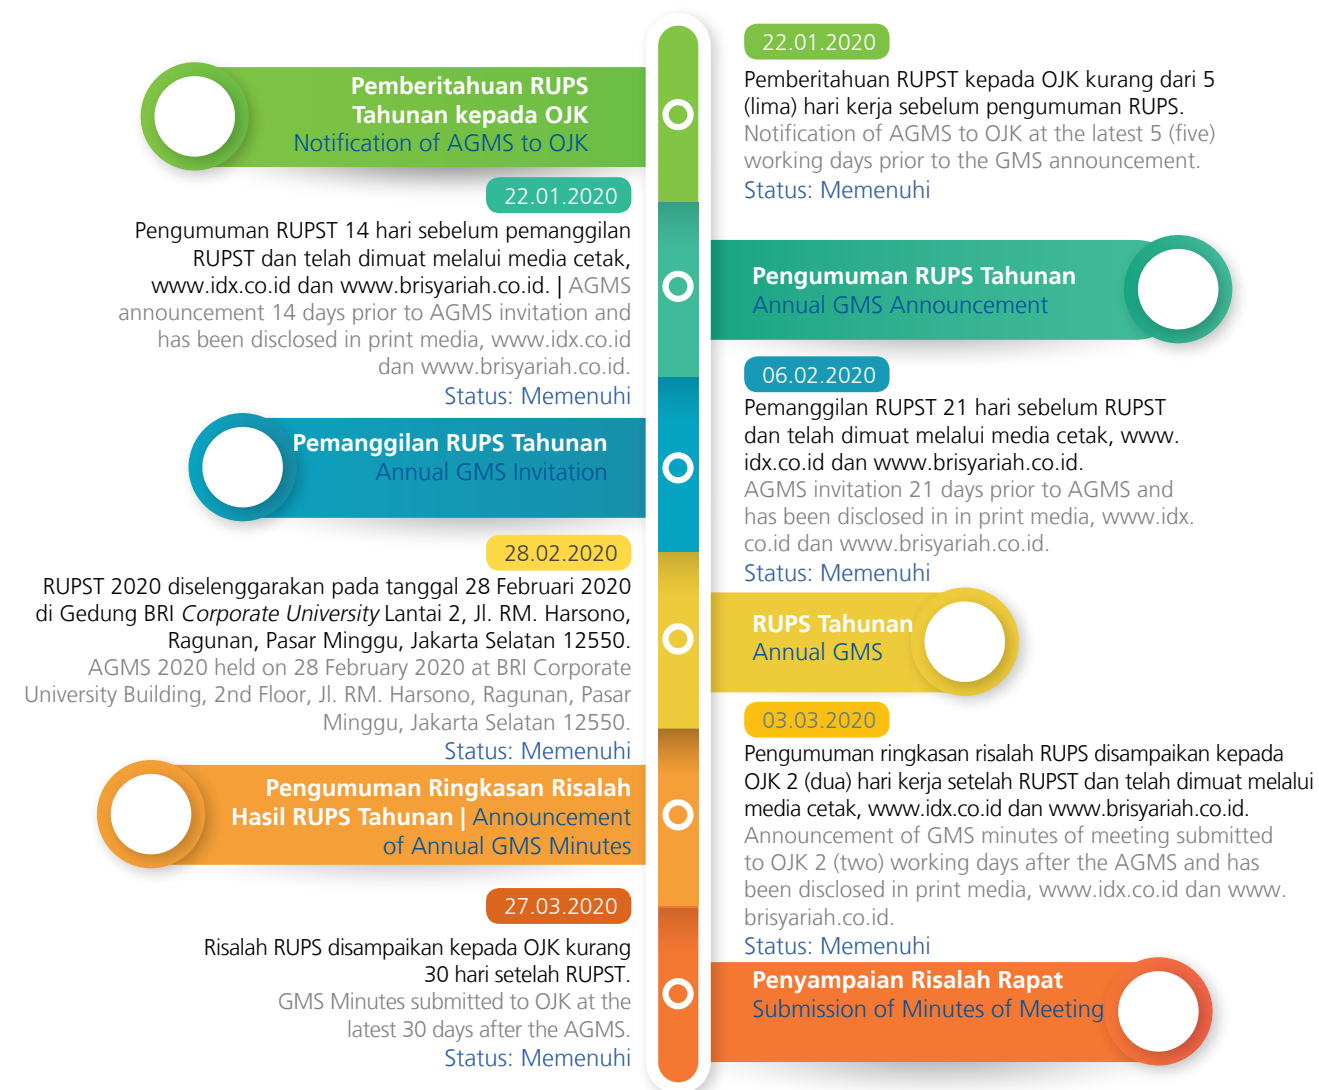 Pemberitahuan RUPS
Tahunan kepada OJK
Notification of AGMS to OJK
22.01.2020
Pemberitahuan RUPST kepada OJK kurang dari 5
(lima) hari kerja sebelum pengumuman RUPS.
Notification of AGMS to OJK at the latest 5 (five)
working days prior to the GMS announcement.
Status: Memenuhi
Pengumuman RUPS Tahunan
Annual GMS Announcement
22.01.2020
Pengumuman RUPST 14 hari sebelum pemanggilan
RUPST dan telah dimuat melalui media cetak,
www.idx.co.id dan www.brisyariah.co.id. | AGMS
announcement 14 days prior to AGMS invitation and
has been disclosed in print media, www.idx.co.id
dan www.brisyariah.co.id.
Status: Memenuhi
Pemanggilan RUPS Tahunan
Annual GMS Invitation
06.02.2020
Pemanggilan RUPST 21 hari sebelum RUPST
dan telah dimuat melalui media cetak, www.
idx.co.id dan www.brisyariah.co.id.
AGMS invitation 21 days prior to AGMS and
has been disclosed in in print media, www.idx.
co.id dan www.brisyariah.co.id.
Status: Memenuhi
RUPS Tahunan
Annual GMS
28.02.2020
RUPST 2020 diselenggarakan pada tanggal 28 Februari 2020
di Gedung BRI Corporate University Lantai 2, Jl. RM. Harsono,
Ragunan, Pasar Minggu, Jakarta Selatan 12550.
AGMS 2020 held on 28 February 2020 at BRI Corporate
University Building, 2nd Floor, Jl. RM. Harsono, Ragunan, Pasar
Minggu, Jakarta Selatan 12550.
Status: Memenuhi
Pengumuman Ringkasan Risalah
Hasil RUPS Tahunan | Announcement
of Annual GMS Minutes
03.03.2020
Pengumuman ringkasan risalah RUPS disampaikan kepada
OJK 2 (dua) hari kerja setelah RUPST dan telah dimuat melalui
media cetak, www.idx.co.id dan www.brisyariah.co.id.
Announcement of GMS minutes of meeting submitted
to OJK 2 (two) working days after the AGMS and has
been disclosed in print media, www.idx.co.id dan www.
brisyariah.co.id.
Status: Memenuhi
Penyampaian Risalah Rapat
Submission of Minutes of Meeting
27.03.2020
Risalah RUPS disampaikan kepada OJK kurang
30 hari setelah RUPST.
GMS Minutes submitted to OJK at the
latest 30 days after the AGMS.
Status: Memenuhi